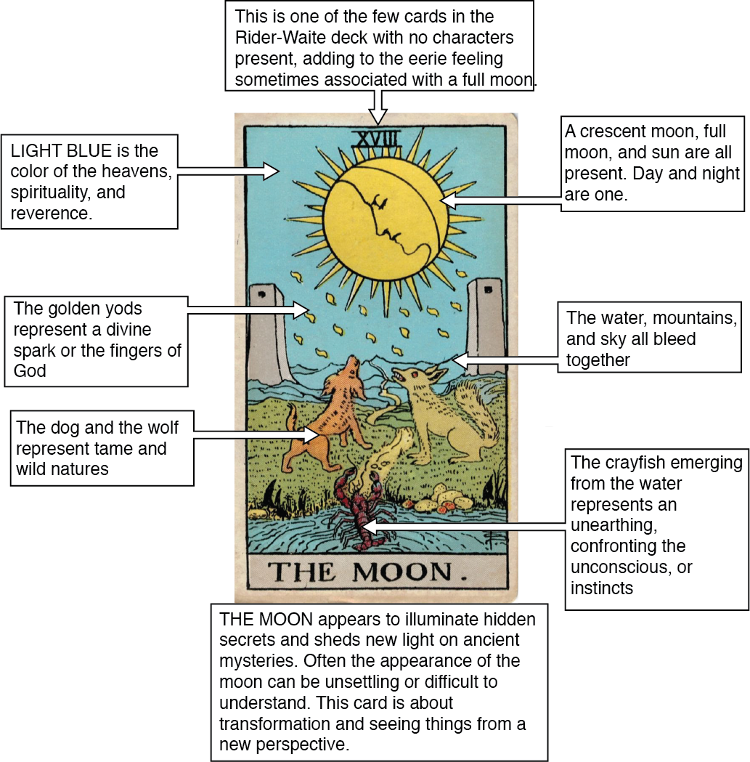 This is one of the few cards in the
Rider-Waite deck with no characters
present, adding to the eerie feeling
sometimes associated with a full moon.
XVIII
LIGHT BLUE is the
color of the heavens,
spirituality, and
reverence.
A crescent moon, full
moon, and sun are all
present. Day and night
are one.
The golden yods
represent a divine
spark or the fingers of
God
The water, mountains,
and sky all bleed
together
The dog and the wolf
represent tame and
wild natures
The crayfish emerging
from the water
represents an
unearthing,
confronting the
unconscious, or
instincts
THE MOON.
THE MOON appears to illuminate hidden
secrets and sheds new light on ancient
mysteries. Often the appearance of the
moon can be unsettling or difficult to
understand. This card is about
transformation and seeing things from a
new perspective.